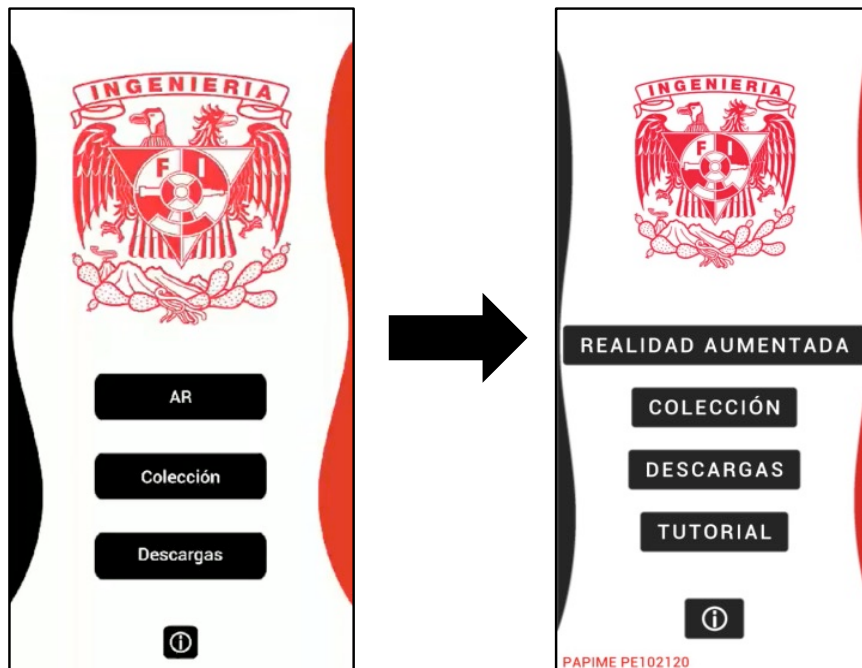 INGENIERIA
F I
AR
Colección
Descargas
INGENIERIA
F I
REALIDAD AUMENTADA
COLECCIÓN
DESCARGAS
TUTORIAL
PAPIME PE102120